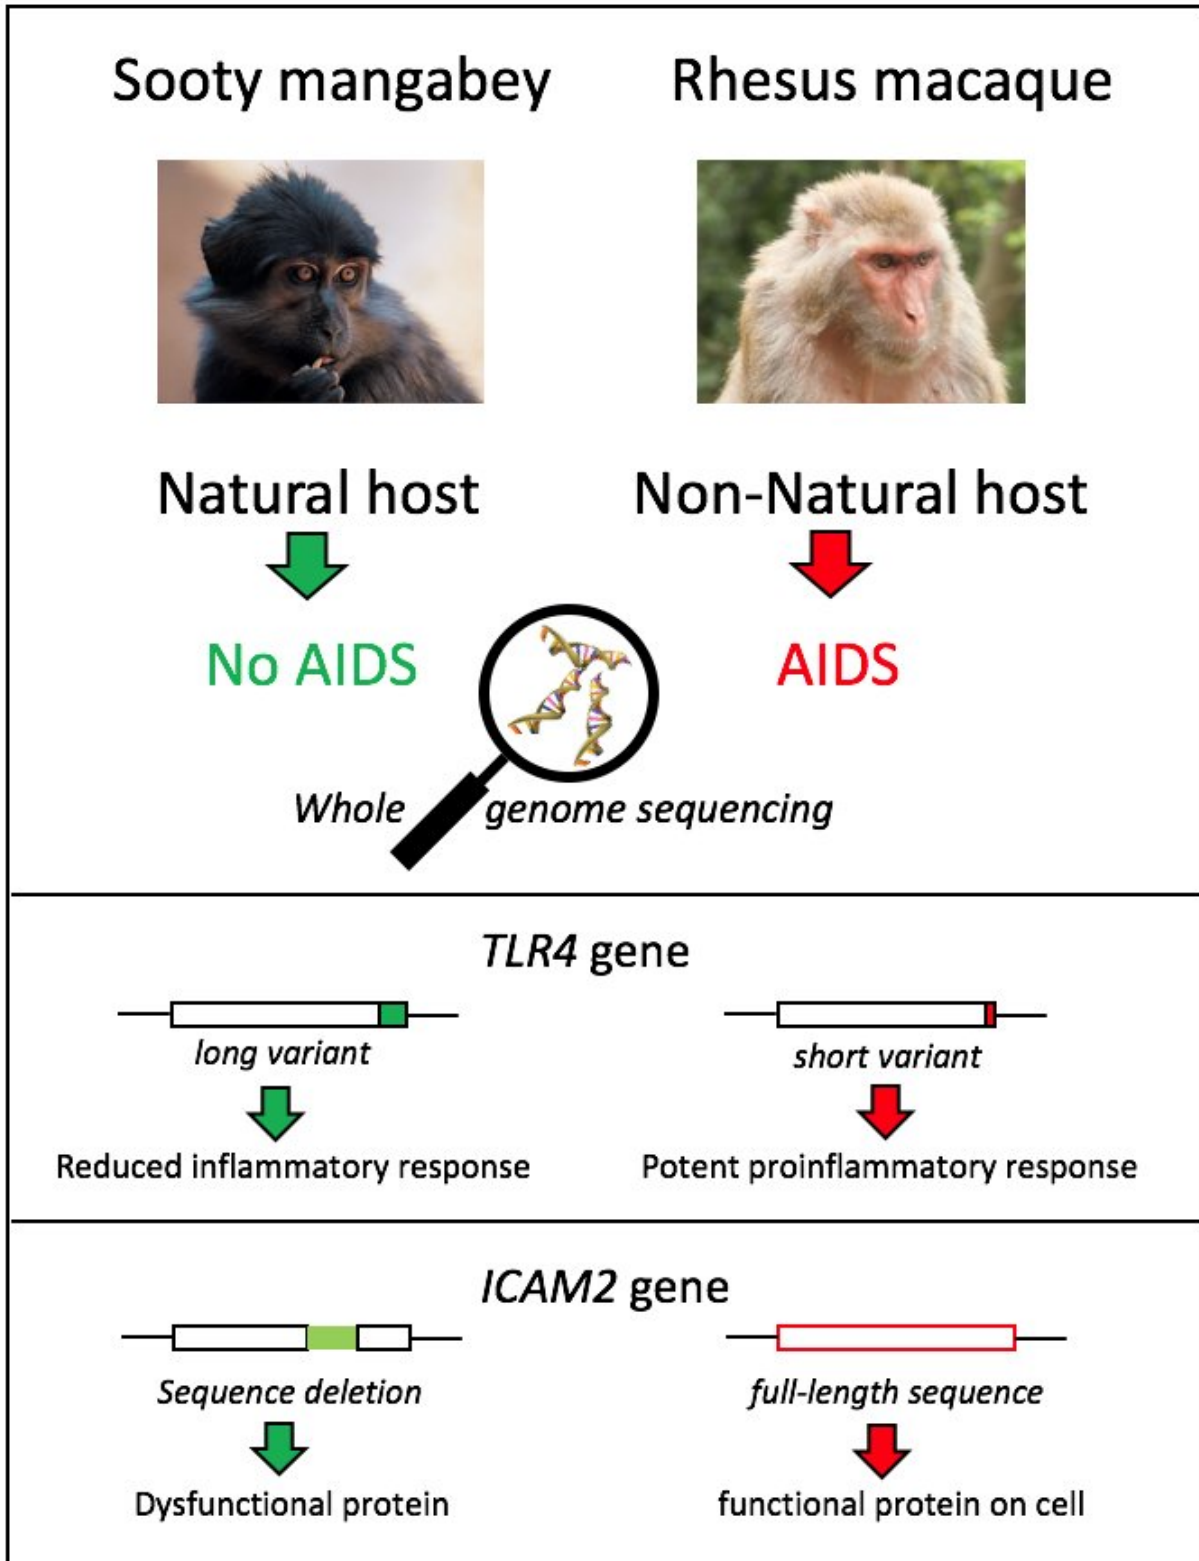 Sooty mangabey
Rhesus macaque
Natural host
Non-Natural host
No AIDS
AIDS
Whole genome sequencing
TLR4 gene
long variant
short variant
Reduced inflammatory response
Potent proinflammatory response
ICAM2 gene
Sequence deletion
full-length sequence
Dysfunctional protein
functional protein on cell